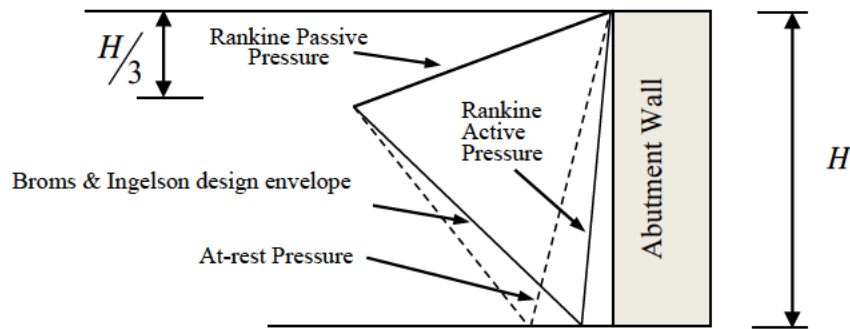 H/3
Rankine Passive
Pressure
Rankine
Active
Pressure
Abutment Wall
H
Broms & Ingelson design envelope
At-rest Pressure